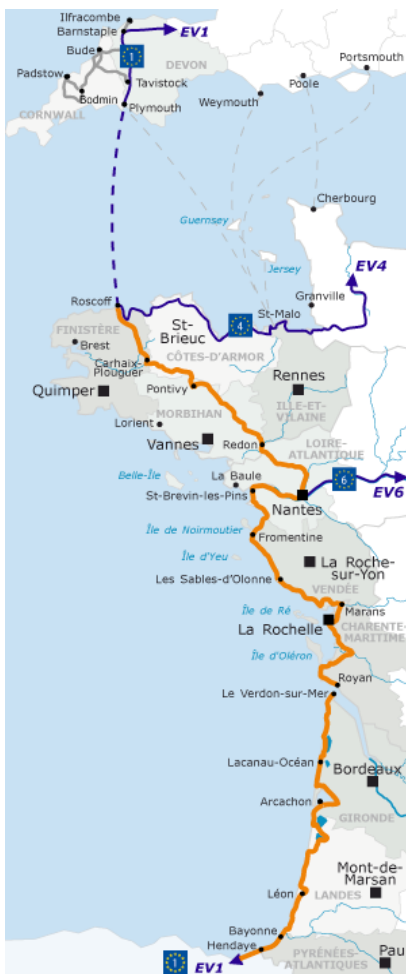 Ilfracombe
Barnstaple
EV1
Bude
1
DEVON
Portsmouth
Padstow
Tavistock
Poole
Bodmin
Plymouth
Weymouth
CORNWALL
Cherbourg
Guernsey
Jersey
EV4
Granville
Roscoff
St-Malo
4
FINISTÈRE
St-
Brieuc
Brest
CÔTES-D'ARMOR
Carhaix-
Plouguer
Rennes
Quimper
Pontivy
ILLE-ET-
VILAINE
MORBIHAN
Lorient
Vannes
Redon
LOIRE-
ATLANTIQUE
Belle-Île
La Baule
6
St-Brevin-les-Pins
EV6
Nantes
Île de Noirmoutier
Fromentine
Île d'Yeu
La Roche-
sur-Yon
Les Sables-d'Olonne
VENDÉE
Île de Ré
Marans
La Rochelle
CHARENTE-
MARITIME
Île d'Oléron
Royan
Le Verdon-sur-Mer
Lacanau-Océan
Bordeaux
Arcachon
GIRONDE
Mont-de-
Marsan
Léon
LANDES
Bayonne
Hendaye
PYRÉNÉES-
ATLANTIQUES
Pau
1
EV1